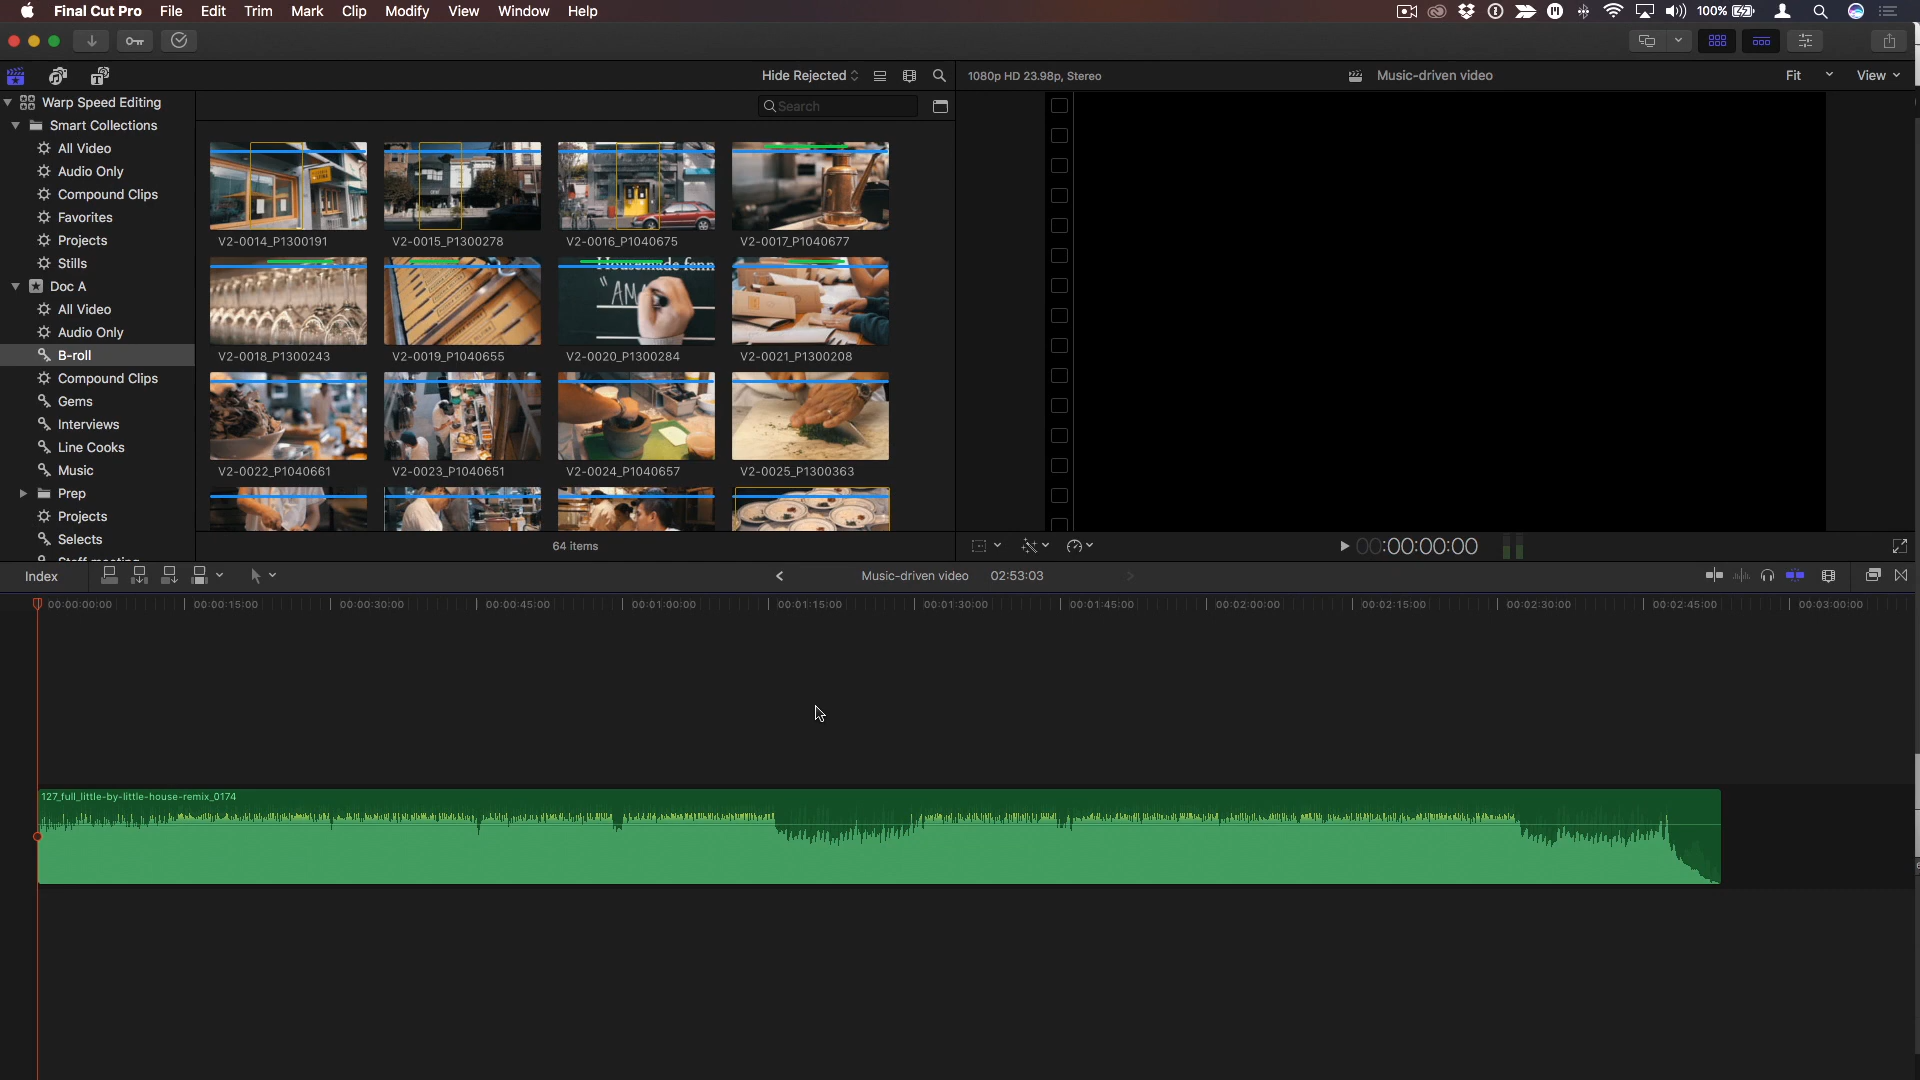 Final Cut Pro File Edit Trim Mark Clip Modify View Window Help
100%
Hide Rejected
1080p HD 23.98p, Stereo
Music-driven video
Fit
View
Search
Warp Speed Editing
Smart Collections
All Video
Audio Only
Compound Clips
Favorites
Projects
Stills
Doc A
All Video
Audio Only
B-roll
Compound Clips
Gems
Interviews
Line Cooks
Music
Prep
Projects
Selects
V2-0014_P1300191
V2-0015_P1300278
V2-0016_P1040675
V2-0017_P1040677
Housemade fenn
"AMA
V2-0018_P1300243
V2-0019_P1040655
V2-0020_P1300284
V2-0021_P1300208
V2-0022_P1040661
V2-0023_P1040651
V2-0024_P1040657
V2-0025_P1300363
64 items
00:00:00:00
Index
Music-driven video
02:53:03
00:00:00:00
00:00:15:00
00:00:30:00
00:00:45:00
00:01:00:00
00:01:15:00
00:01:30:00
00:01:45:00
00:02:00:00
00:02:15:00
00:02:30:00
00:02:45:00
00:03:00:00
127_full_little-by-little-house-remix_0174